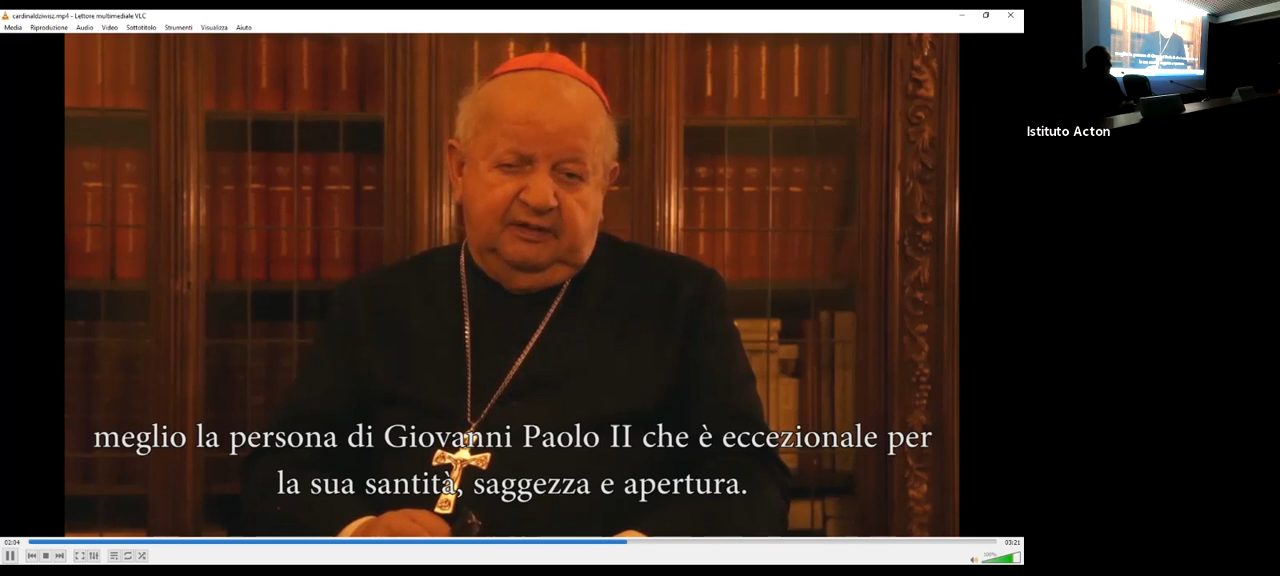 cardinaldziwisz.mp4 - Lettore multimediale VLC
Media Riproduzione Audio Video Sottotitolo Strumenti Visualizza Aiuto
meglio la persona di Giovanni Paolo II che è eccezionale per
la sua santità, saggezza e apertura.
02:04
03:21
100%
Istituto Acton